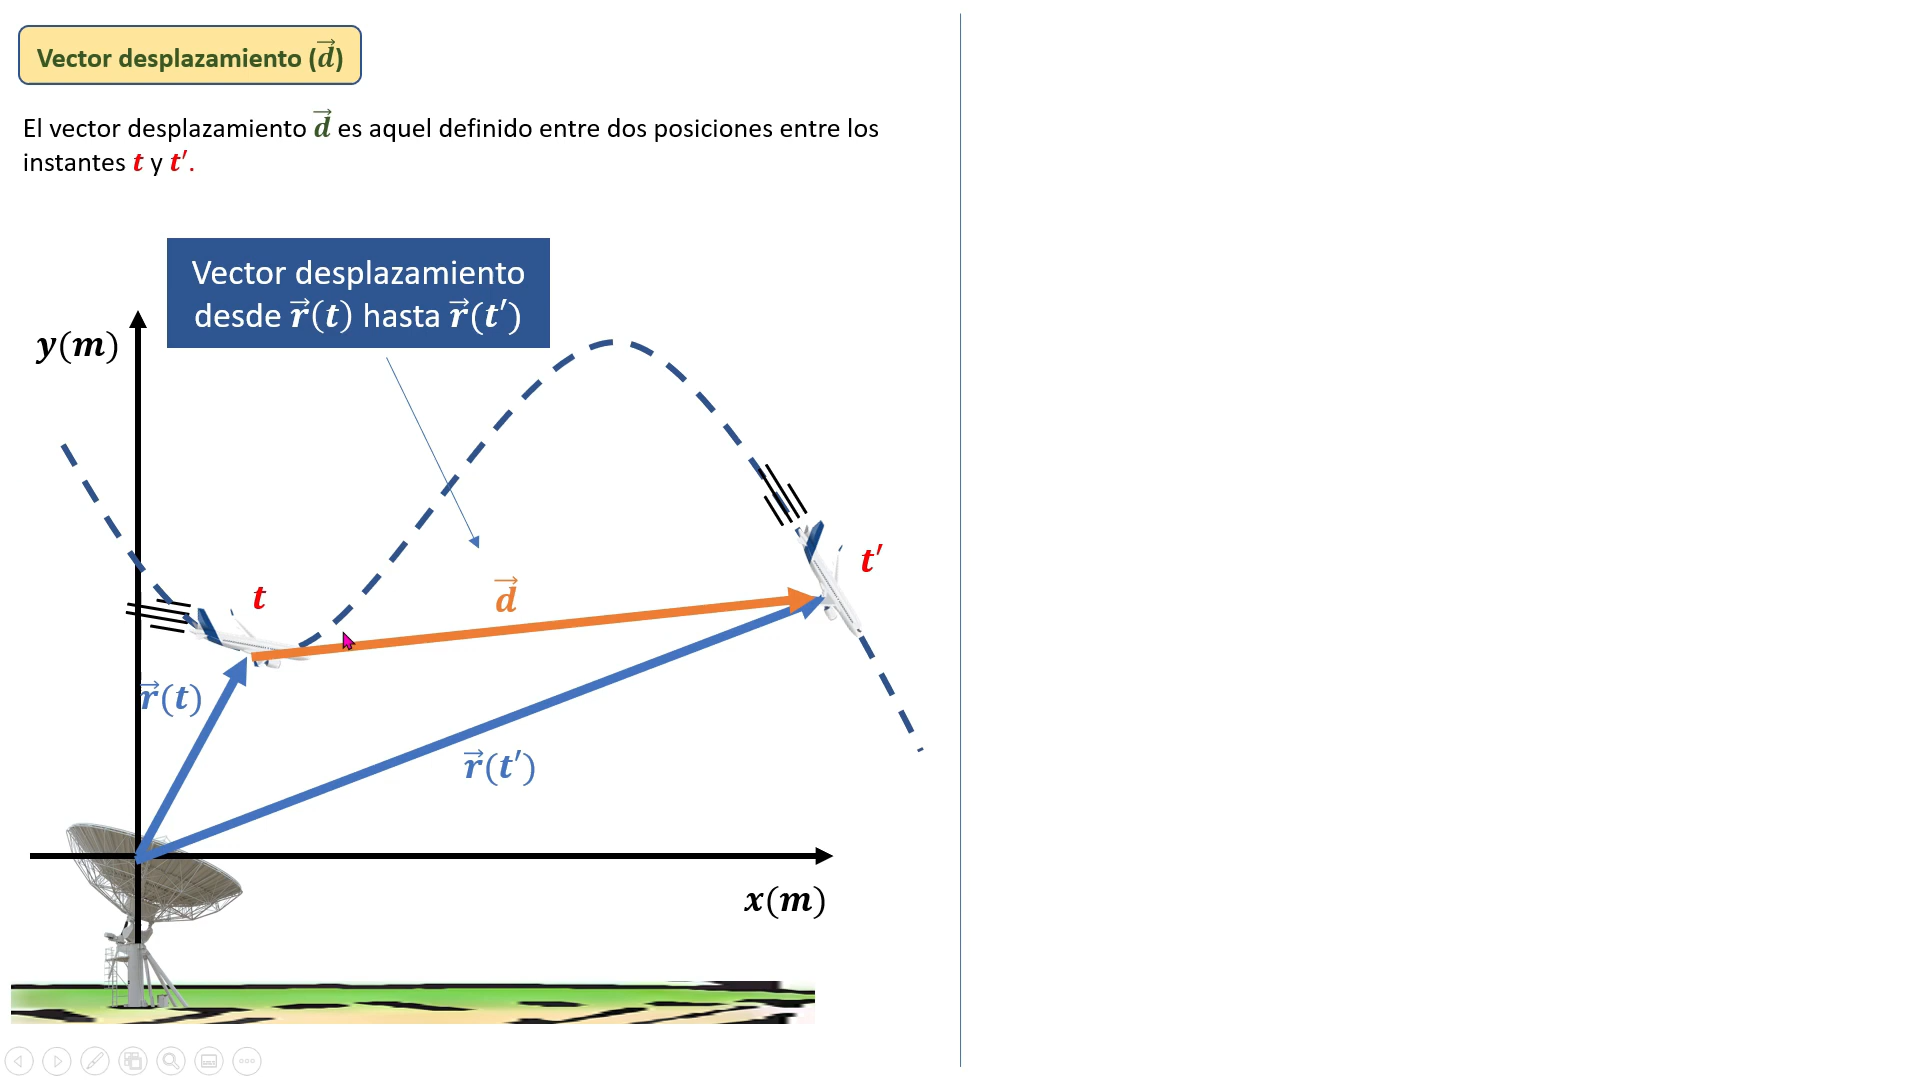 Vector desplazamiento (d⃗)
El vector desplazamiento d⃗ es aquel definido entre dos posiciones entre los
instantes t y t′.
Vector desplazamiento
desde r⃗(t) hasta r⃗(t′)
y(m)
t′
t
d⃗
r⃗(t)
r⃗(t′)
x(m)